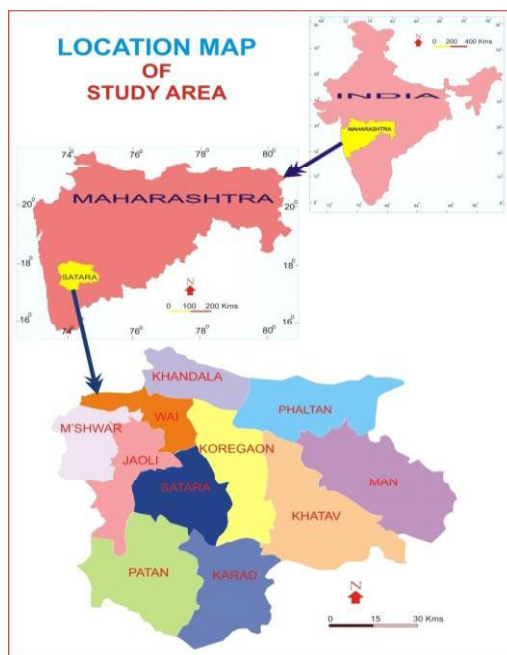 LOCATION MAP
OF
STUDY AREA
N
0 200 400 Kms
INDIA
MAHARASHTRA
74° 76° 78° 80°
MAHARASHTRA
20° 20°
18° 18°
SATARA
N
0 100 200 Kms
16° 16°
74° 76° 78° 80°
KHANDALA
PHALTAN
WAI
M'SHWAR
KOREGAON
JAOLI
MAN
SATARA
KHATAV
PATAN
KARAD
N
0 15 30 Kms